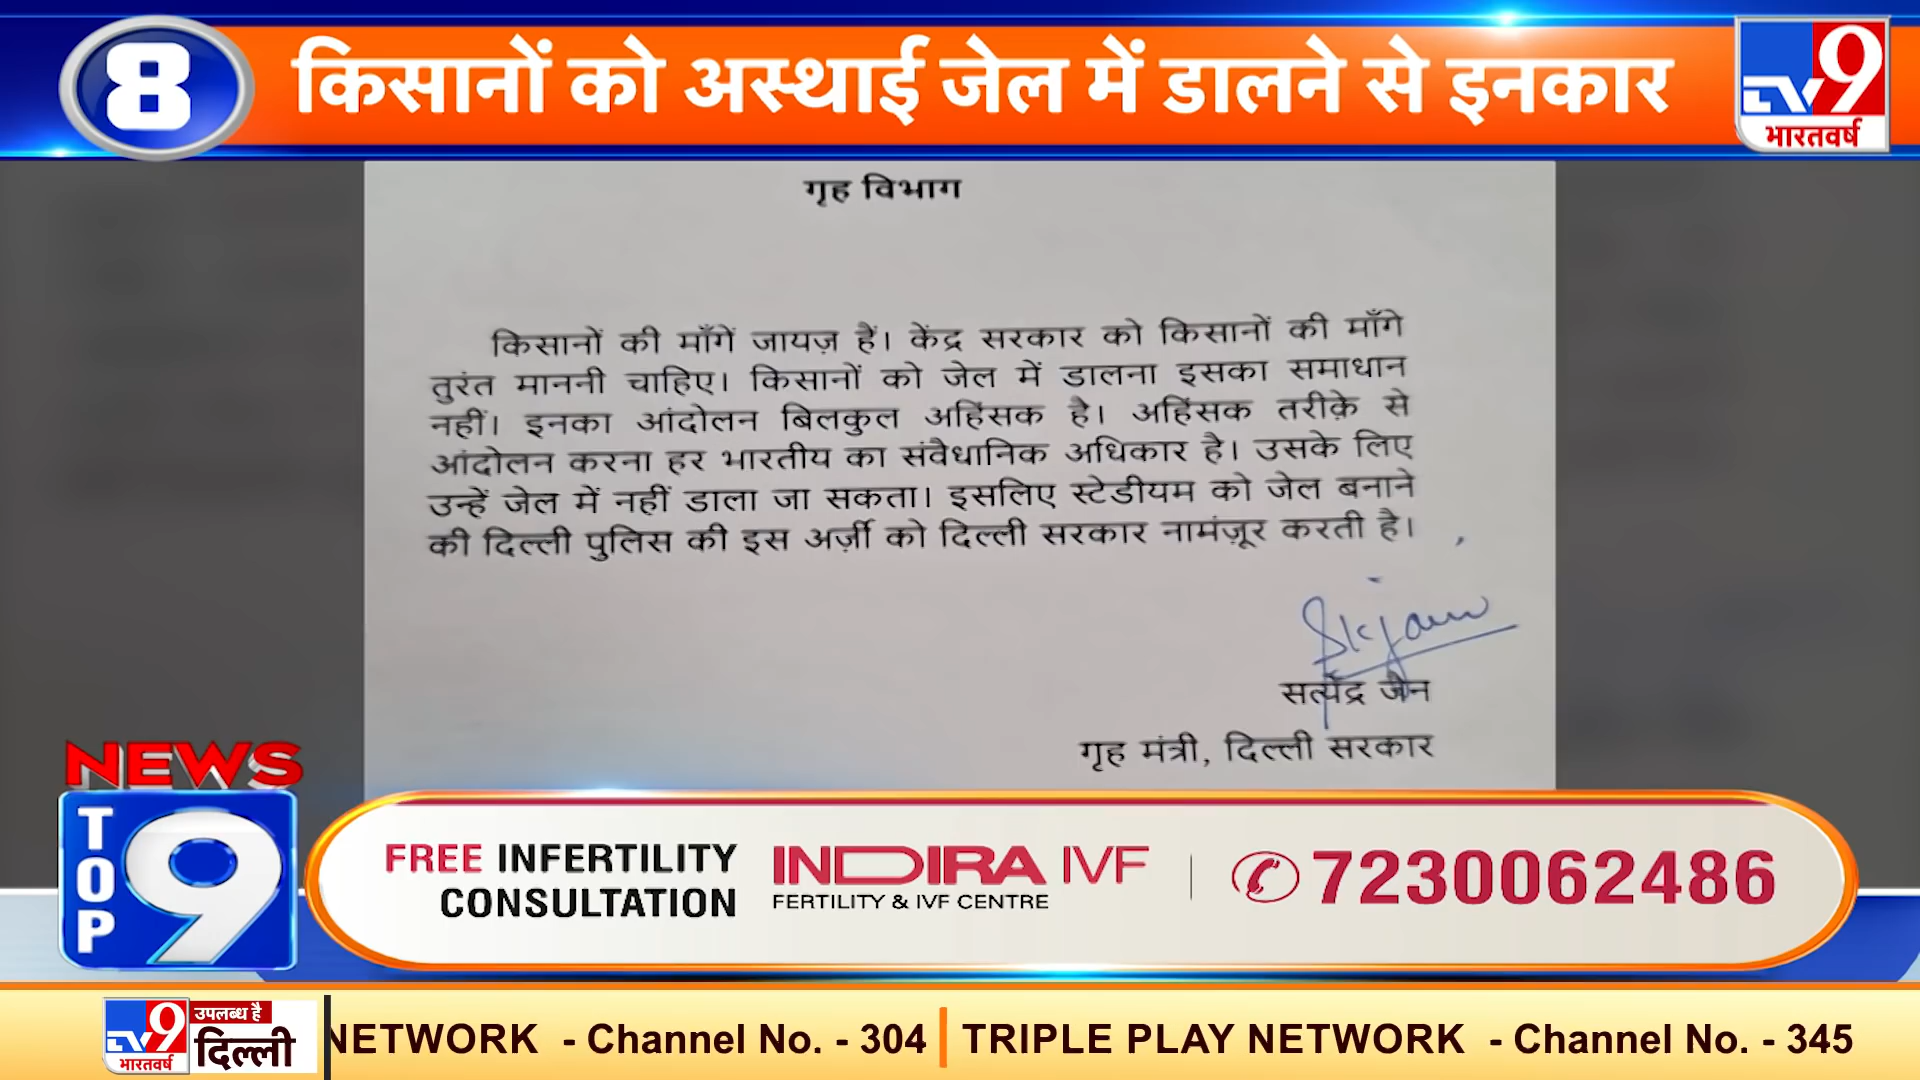 8
किसानों को अस्थाई जेल में डालने से इनकार
TV9
भारतवर्ष
गृह विभाग
किसानों की माँगें जायज़ हैं। केंद्र सरकार को किसानों की माँगे
तुरंत माननी चाहिए। किसानों को जेल में डालना इसका समाधान
नहीं। इनका आंदोलन बिलकुल अहिंसक है। अहिंसक तरीक़े से
आंदोलन करना हर भारतीय का संवैधानिक अधिकार है। उसके लिए
उन्हें जेल में नहीं डाला जा सकता। इसलिए स्टेडीयम को जेल बनाने
की दिल्ली पुलिस की इस अर्ज़ी को दिल्ली सरकार नामंज़ूर करती है।
Skjain
सत्येंद्र जैन
गृह मंत्री, दिल्ली सरकार
NEWS
TOP
9
FREE INFERTILITY
CONSULTATION
INDIRA IVF
FERTILITY & IVF CENTRE
7230062486
TV9
भारतवर्ष
उपलब्ध है
दिल्ली
NETWORK - Channel No. - 304
TRIPLE PLAY NETWORK - Channel No. - 345